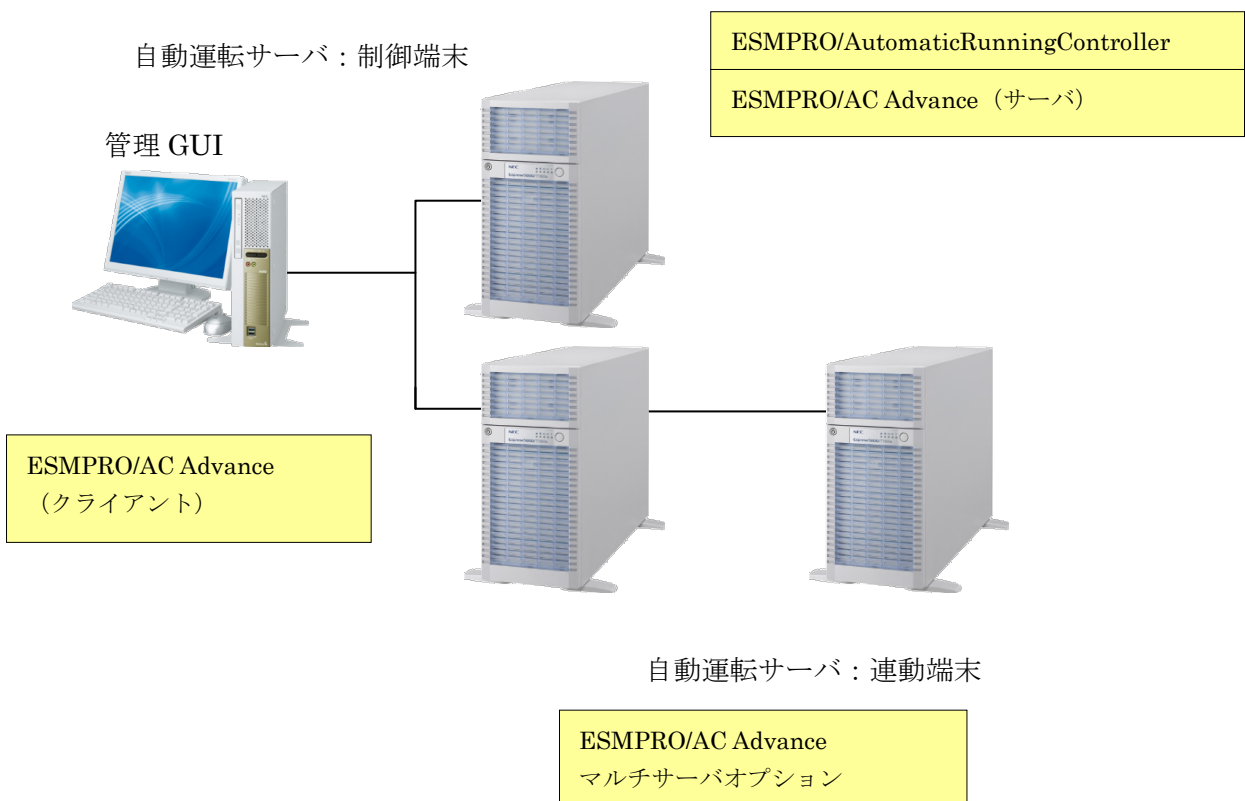 自動運転サーバ：制御端末
ESMPRO/AutomaticRunningController
ESMPRO/AC Advance（サーバ）
管理 GUI
ESMPRO/AC Advance
（クライアント）
自動運転サーバ：連動端末
ESMPRO/AC Advance
マルチサーバオプション